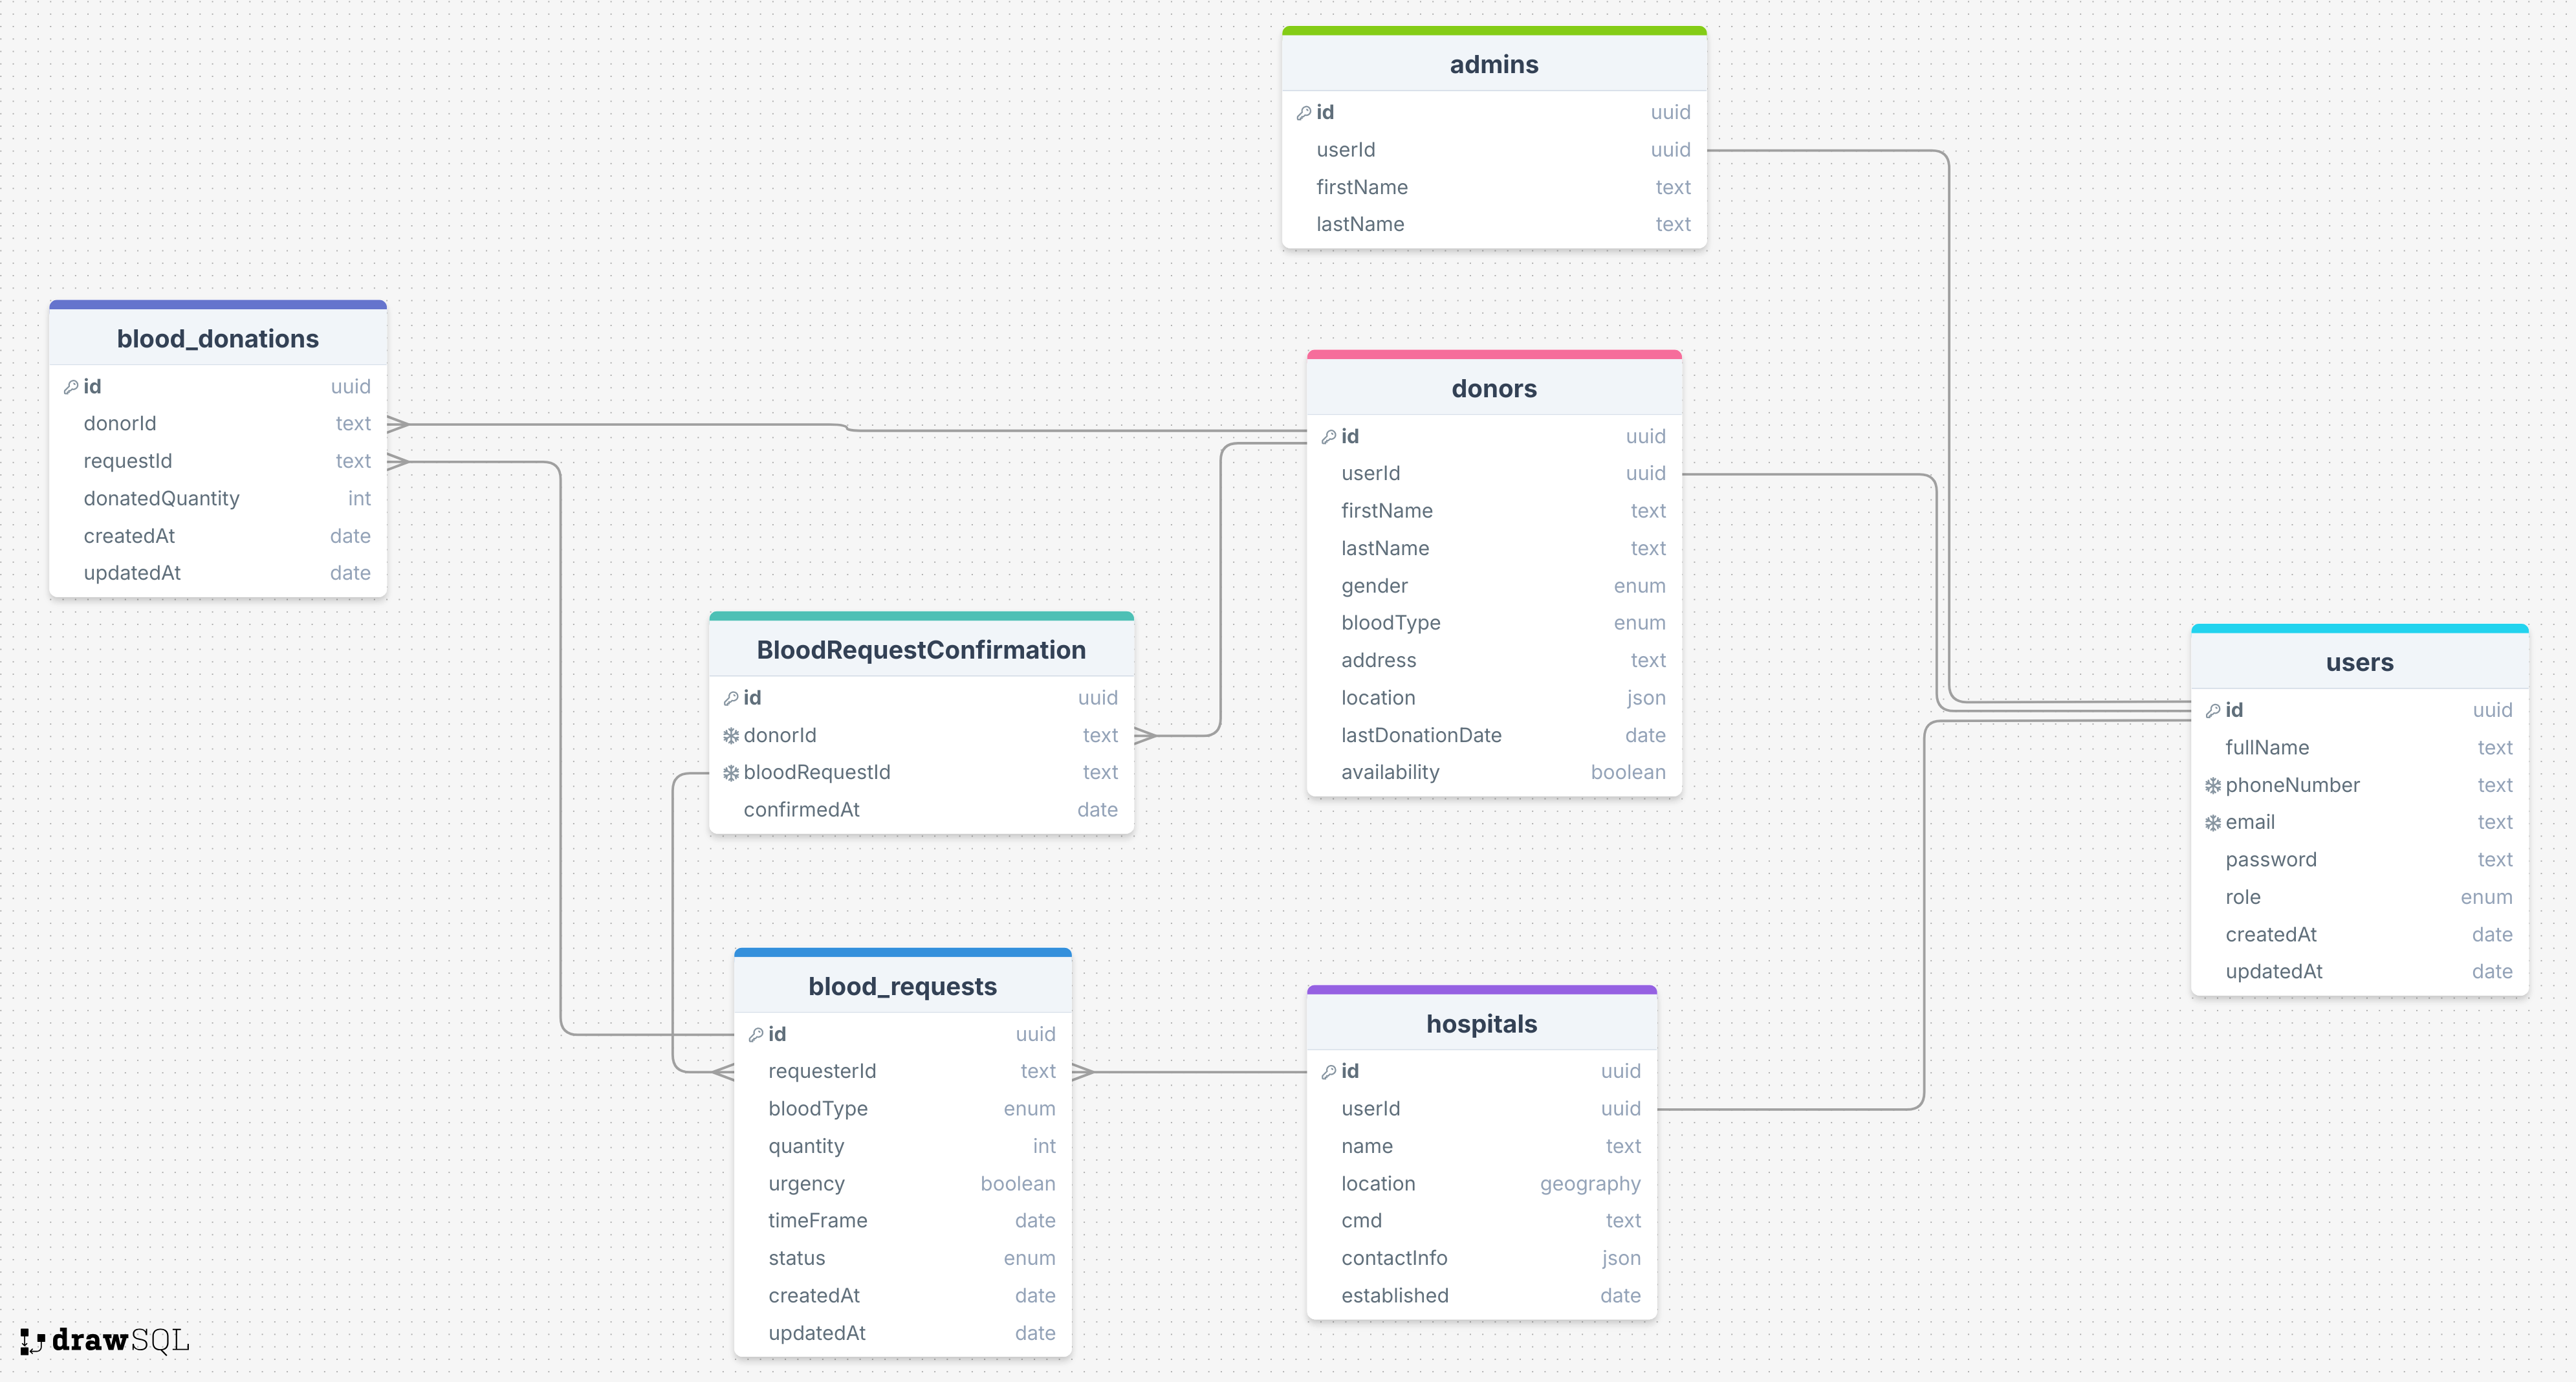 admins
id uuid
userId uuid
firstName text
lastName text
blood_donations
id uuid
donorId text
requestId text
donatedQuantity int
createdAt date
updatedAt date
donors
id uuid
userId uuid
firstName text
lastName text
gender enum
bloodType enum
address text
location json
lastDonationDate date
availability boolean
BloodRequestConfirmation
id uuid
donorId text
bloodRequestId text
confirmedAt date
users
id uuid
fullName text
phoneNumber text
email text
password text
role enum
createdAt date
updatedAt date
blood_requests
id uuid
requesterId text
bloodType enum
quantity int
urgency boolean
timeFrame date
status enum
createdAt date
updatedAt date
hospitals
id uuid
userId uuid
name text
location geography
cmd text
contactInfo json
established date
drawSQL